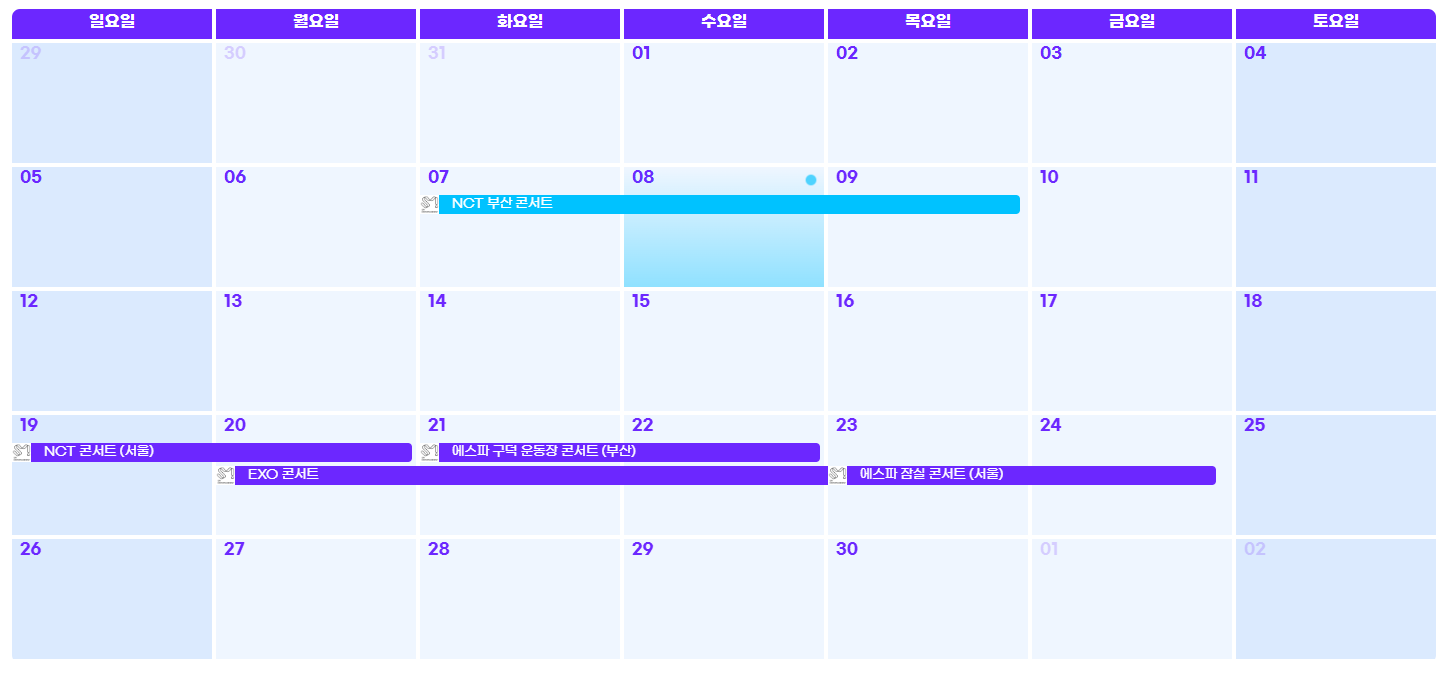 일요일 월요일 화요일 수요일 목요일 금요일 토요일
29 30 31 01 02 03 04
05 06 07 08 09 10 11
NCT 부산 콘서트
12 13 14 15 16 17 18
19 20 21 22 23 24 25
NCT 콘서트 (서울) 에스파 구덕 운동장 콘서트 (부산)
EXO 콘서트 에스파 잠실 콘서트 (서울)
26 27 28 29 30 01 02